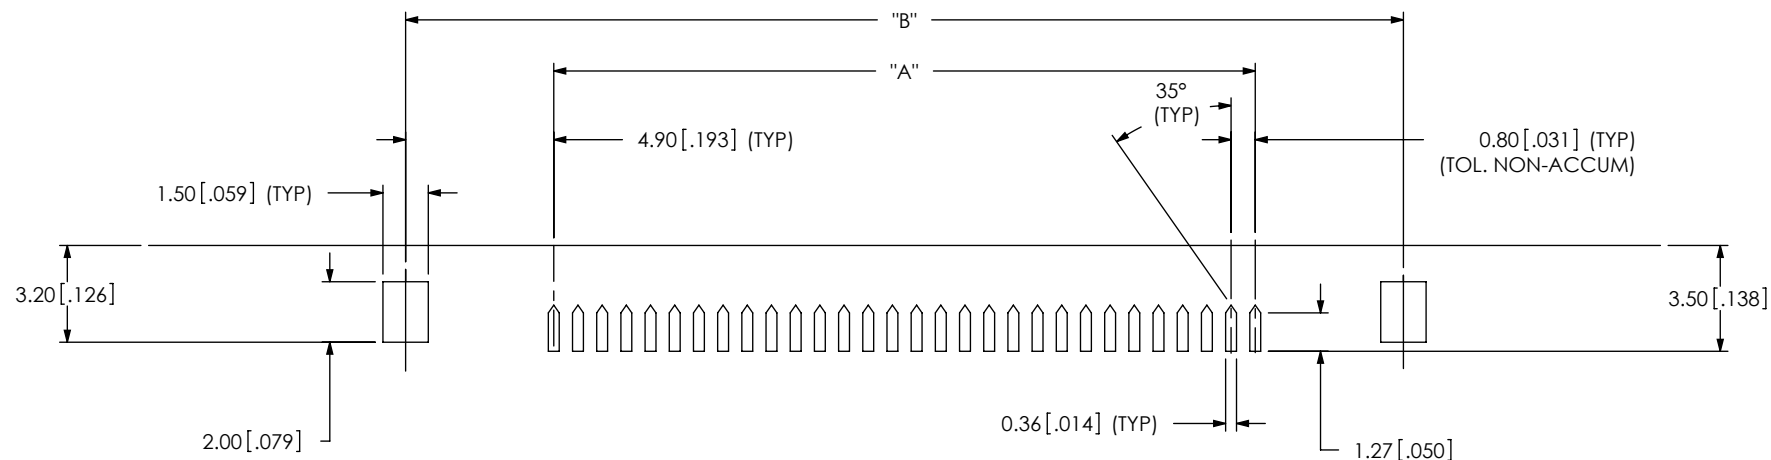 "B"
"A"
35°
(TYP)
4.90[.193] (TYP)
0.80[.031] (TYP)
(TOL. NON-ACCUM)
1.50[.059] (TYP)
3.20[.126]
3.50[.138]
0.36[.014] (TYP)
2.00[.079]
1.27[.050]